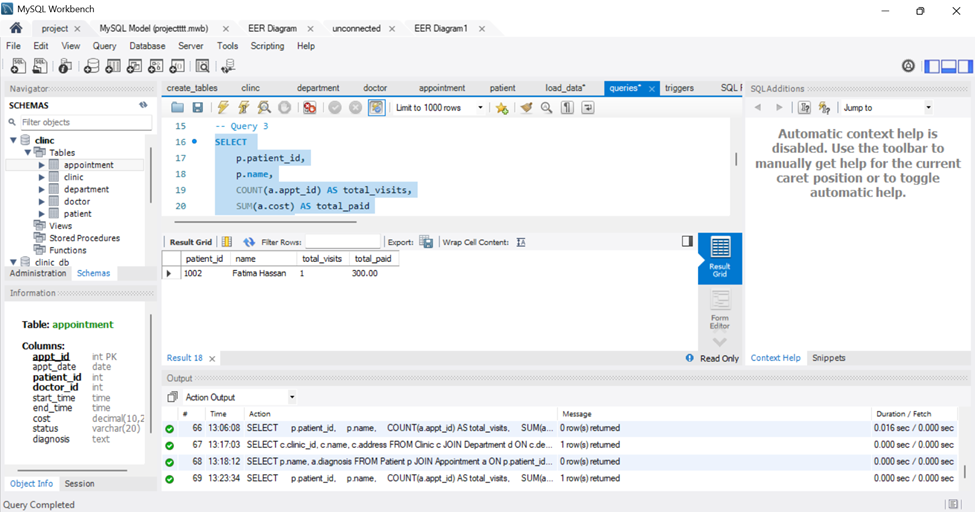 MySQL Workbench
project
MySQL Model (projectttt.mwb)
EER Diagram
unconnected
EER Diagram1
File Edit View Query Database Server Tools Scripting Help
Navigator
SCHEMAS
Filter objects
clinc
Tables
appointment
clinic
department
doctor
patient
Views
Stored Procedures
Functions
clinic_db
Administration Schemas
Information
Table: appointment
Columns:
appt_id int PK
appt_date date
patient_id int
doctor_id int
start_time time
end_time time
cost decimal(10,2
status varchar(20)
diagnosis text
Object Info Session
Query Completed
create_tables clinc doctor department appointment patient load_data* queries* triggers SQL F
Limit to 1000 rows
15 -- Query 3
16 SELECT
17 p.patient_id,
18 p.name,
19 COUNT(a.appt_id) AS total_visits,
20 SUM(a.cost) AS total_paid
Result Grid Filter Rows: Export: Wrap Cell Content:
patient_id name total_visits total_paid
1002 Fatima Hassan 1 300.00
Result Grid
Form Editor
Result 18
Read Only
SQLAdditions
Jump to
Automatic context help is
disabled. Use the toolbar to
manually get help for the current
caret position or to toggle
automatic help.
Context Help Snippets
Output
Action Output
# Time Action Message Duration / Fetch
66 13:06:08 SELECT p.patient_id, p.name, COUNT(a.appt_id) AS total_visits, SUM(a... 0 row(s) returned 0.016 sec / 0.000 sec
67 13:17:03 SELECT c.clinic_id, c.name, c.address FROM Clinic c JOIN Department d ON c.de... 1 row(s) returned 0.000 sec / 0.000 sec
68 13:18:12 SELECT p.name, a.diagnosis FROM Patient p JOIN Appointment a ON p.patient_id... 0 row(s) returned 0.000 sec / 0.000 sec
69 13:23:34 SELECT p.patient_id, p.name, COUNT(a.appt_id) AS total_visits, SUM(a... 1 row(s) returned 0.000 sec / 0.000 sec